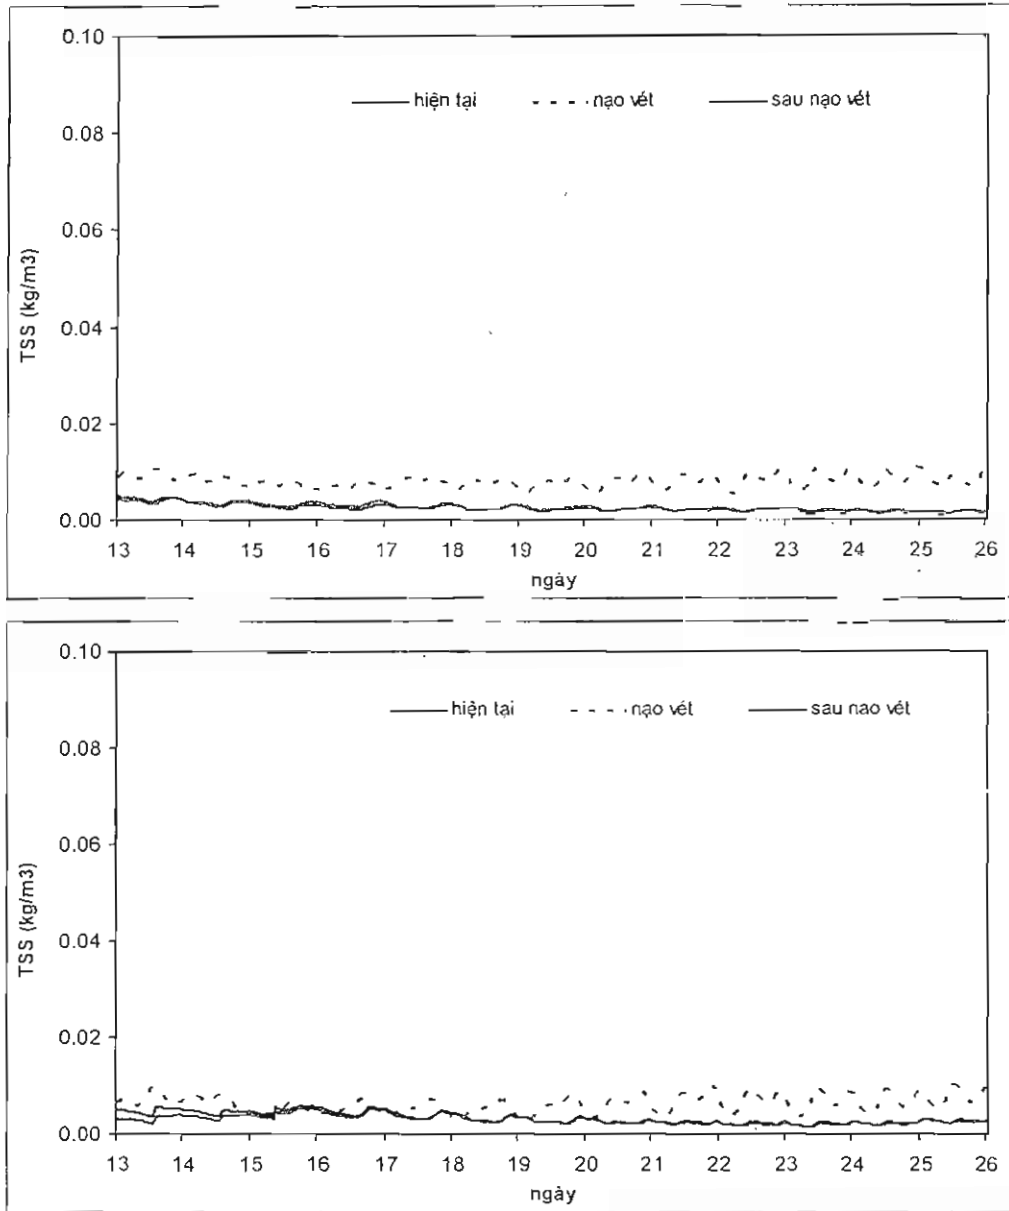 0.10
hiện tại nạo vét sau nạo vét
0.08
0.06
TSS (kg/m3)
0.04
0.02
0.00
13 14 15 16 17 18 19 20 21 22 23 24 25 26
ngày
0.10
hiện tại nạo vét sau nao vét
0.08
0.06
TSS (kg/m3)
0.04
0.02
0.00
13 14 15 16 17 18 19 20 21 22 23 24 25 26
ngày